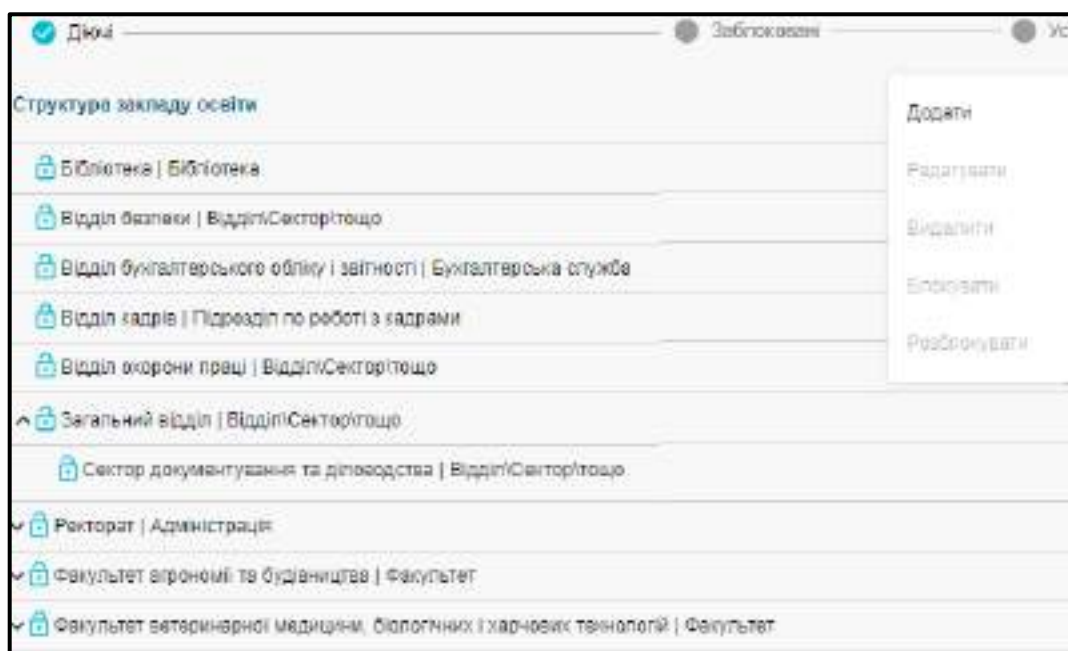 Діючі Заблоковані Ус
Структура закладу освіти
Додати
Бібліотека | Бібліотека
Редагувати
Відділ безпеки | Відділ\Сектор\тощо
Видалити
Відділ бухгалтерського обліку і звітності | Бухгалтерська служба
Блокувати
Відділ кадрів | Підрозділ по роботі з кадрами
Розблокувати
Відділ охорони праці | Відділ\Сектор\тощо
Загальний відділ | Відділ\Сектор\тощо
Сектор документування та діловодства | Відділ\Сектор\тощо
Ректорат | Адміністрація
Факультет агрономії та будівництва | Факультет
Факультет ветеринарної медицини, біологічних і харчових технологій | Факультет